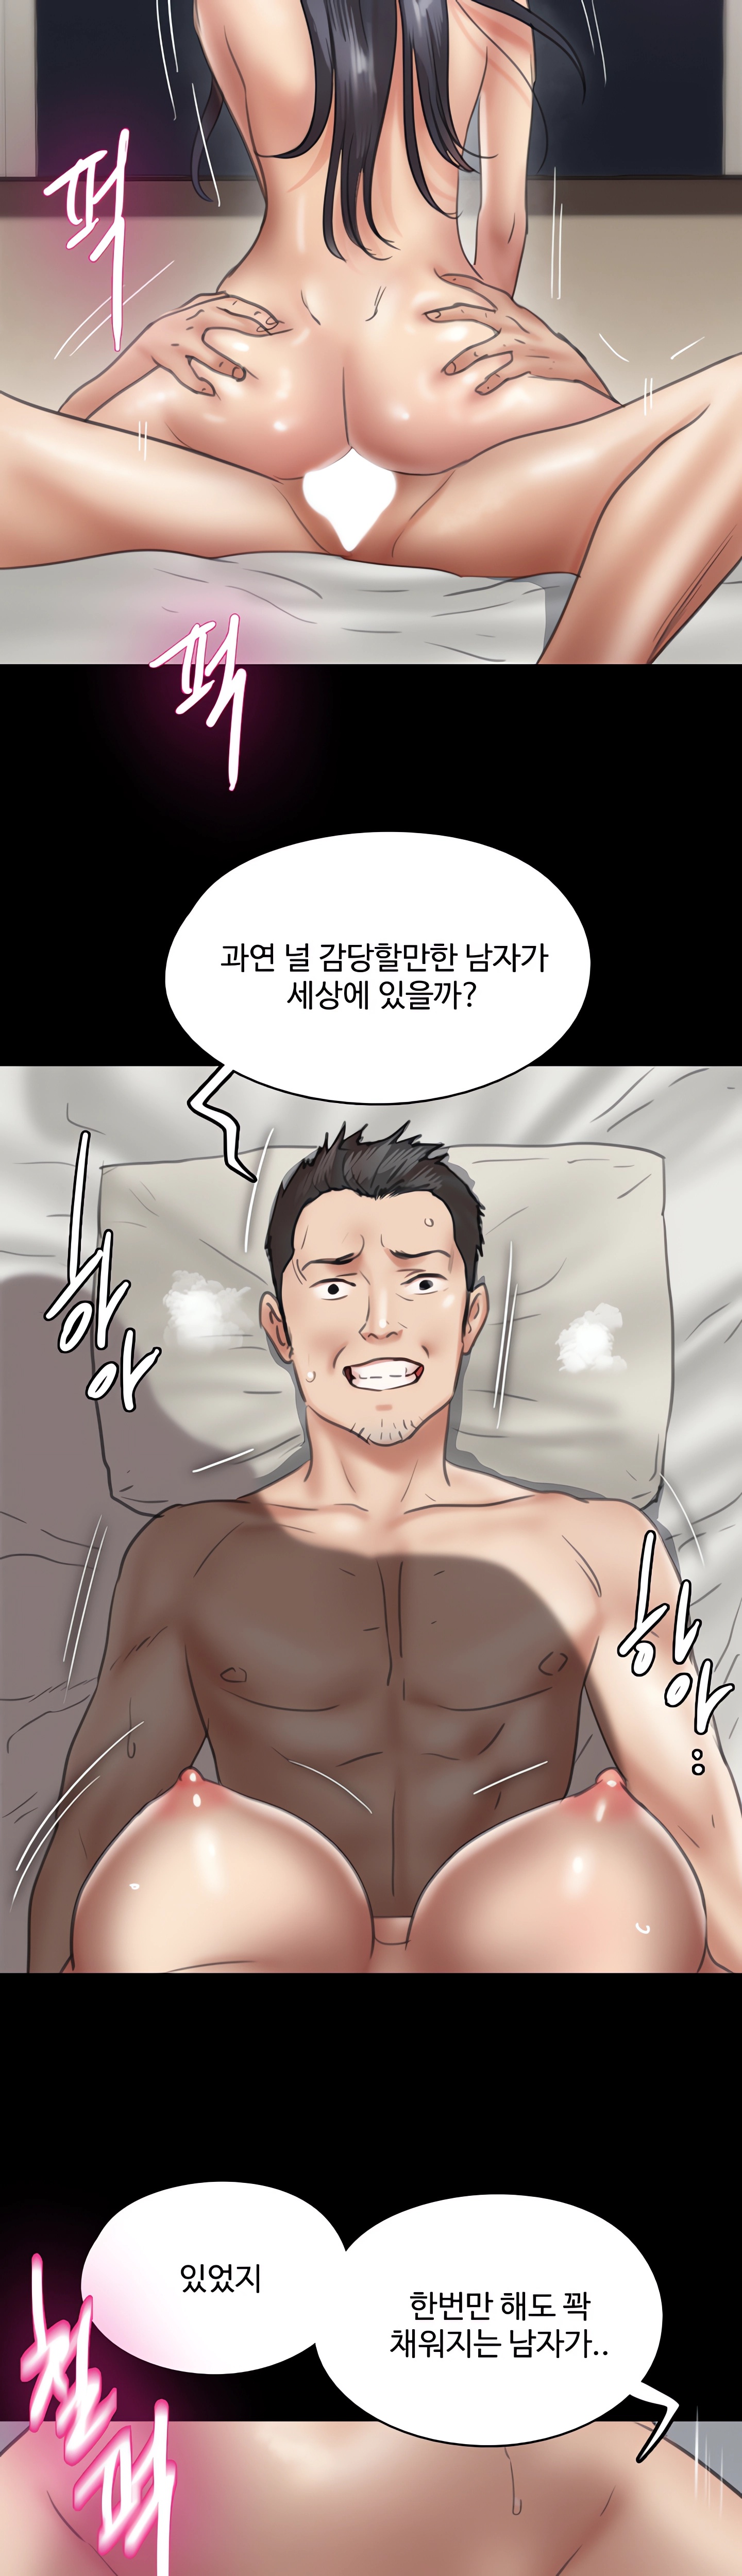 퍽
퍽
과연 널 감당할만한 남자가
세상에 있을까?
하아아
하아아..
있었지
한번만 해도 꽉
채워지는 남자가..
철
퍽